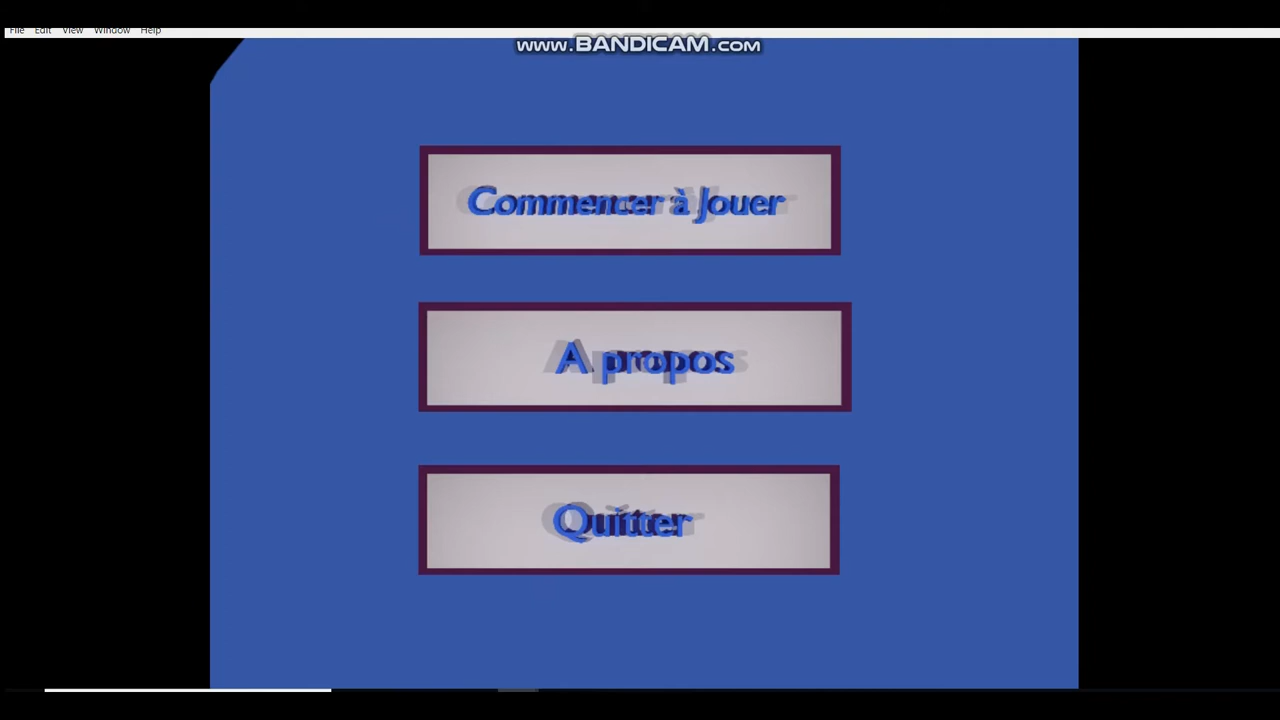 File Edit View Window Help
www.BANDICAM.com
Commencer à Jouer
A propos
Quitter